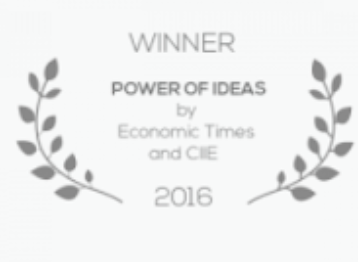 WINNER
POWER OF IDEAS
by
Economic Times
and CIIE
2016